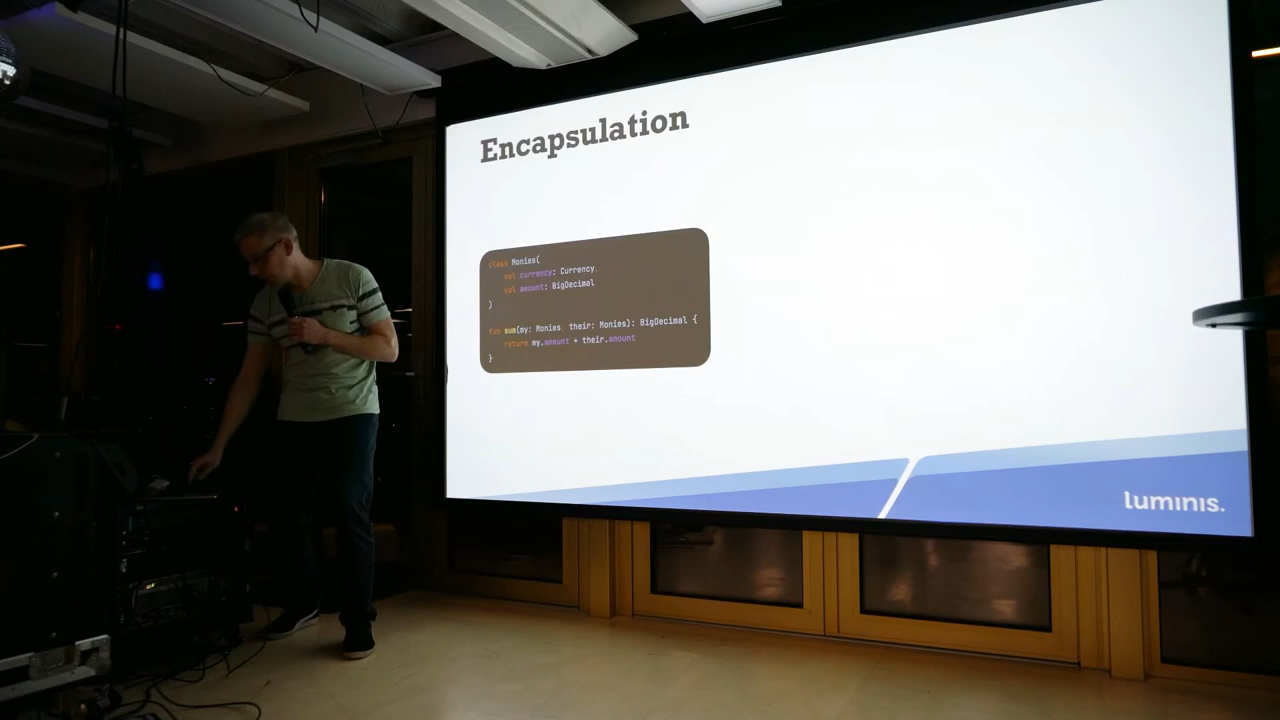 Encapsulation
class Monies(
val currency: Currency,
val amount: BigDecimal
)
fun sum(my: Monies, their: Monies): BigDecimal {
return my.amount + their.amount
}
luminis.